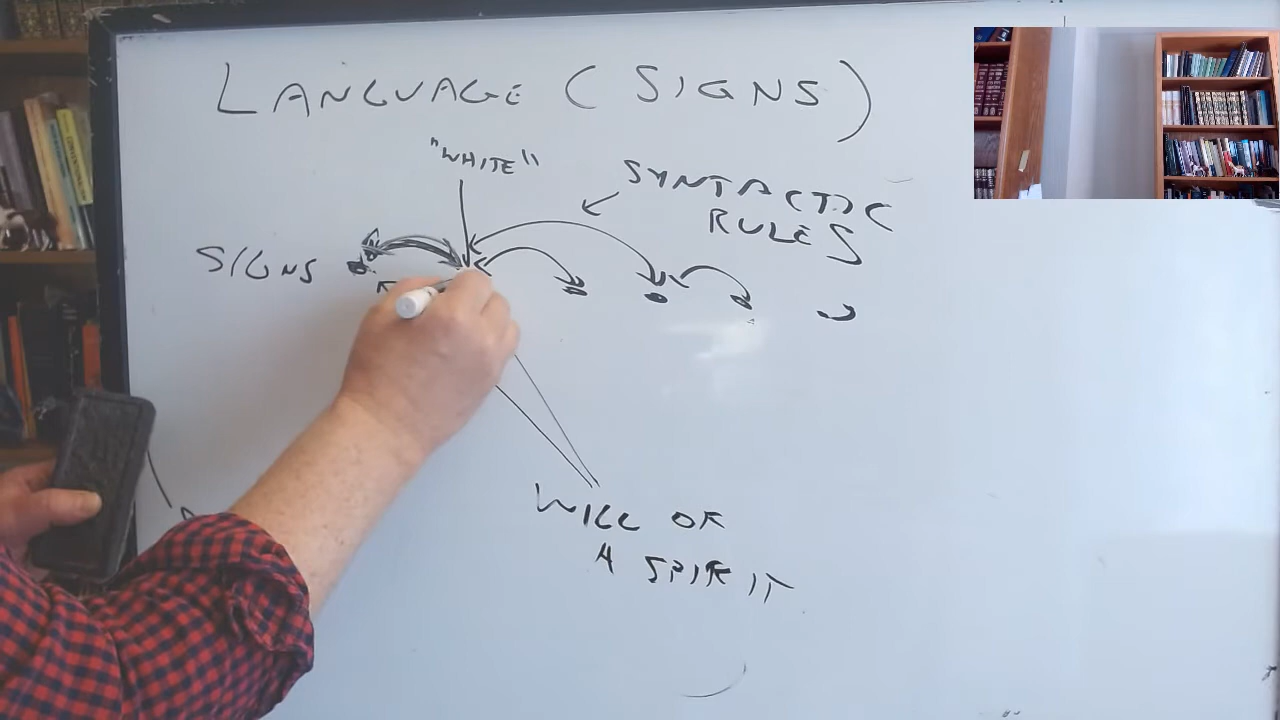 LANGUAGE (SIGNS)
"WHITE"
SYNTACTIC
RULES
SIGNS
WILL OF
A SPIRIT